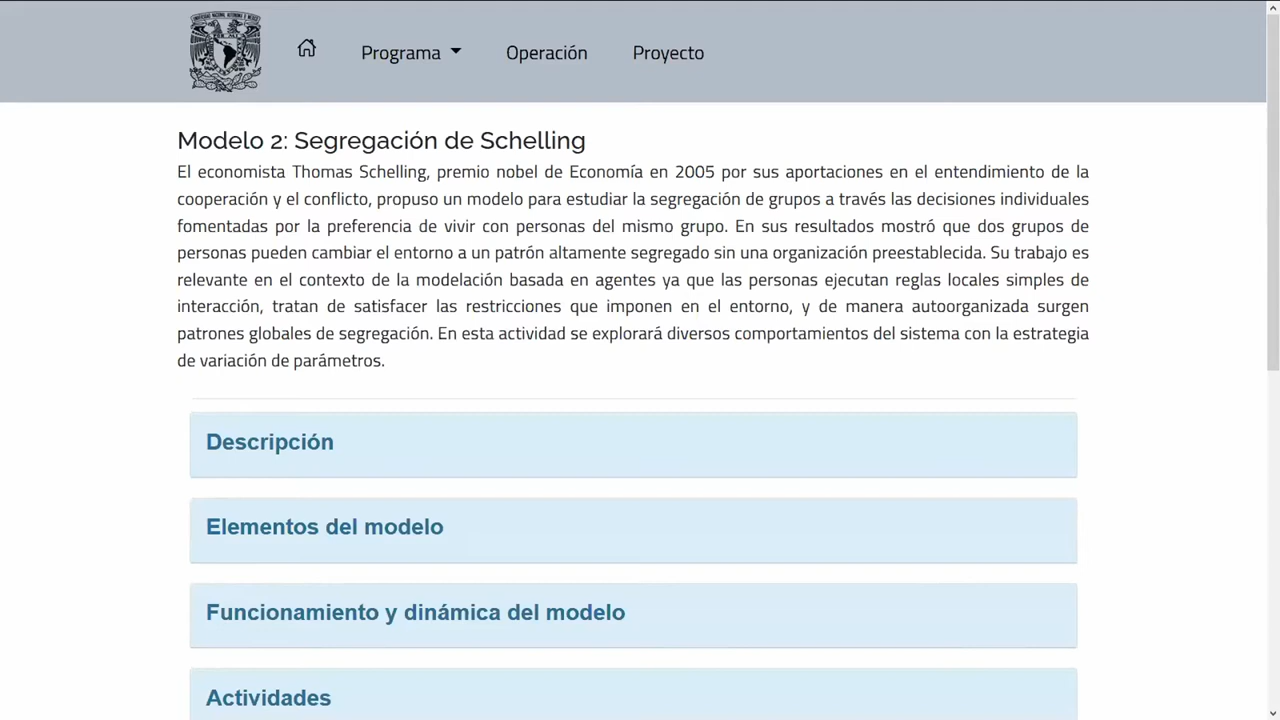 Programa
Operación
Proyecto
Modelo 2: Segregación de Schelling
El economista Thomas Schelling, premio nobel de Economía en 2005 por sus aportaciones en el entendimiento de la
cooperación y el conflicto, propuso un modelo para estudiar la segregación de grupos a través las decisiones individuales
fomentadas por la preferencia de vivir con personas del mismo grupo. En sus resultados mostró que dos grupos de
personas pueden cambiar el entorno a un patrón altamente segregado sin una organización preestablecida. Su trabajo es
relevante en el contexto de la modelación basada en agentes ya que las personas ejecutan reglas locales simples de
interacción, tratan de satisfacer las restricciones que imponen en el entorno, y de manera autoorganizada surgen
patrones globales de segregación. En esta actividad se explorará diversos comportamientos del sistema con la estrategia
de variación de parámetros.
Descripción
Elementos del modelo
Funcionamiento y dinámica del modelo
Actividades